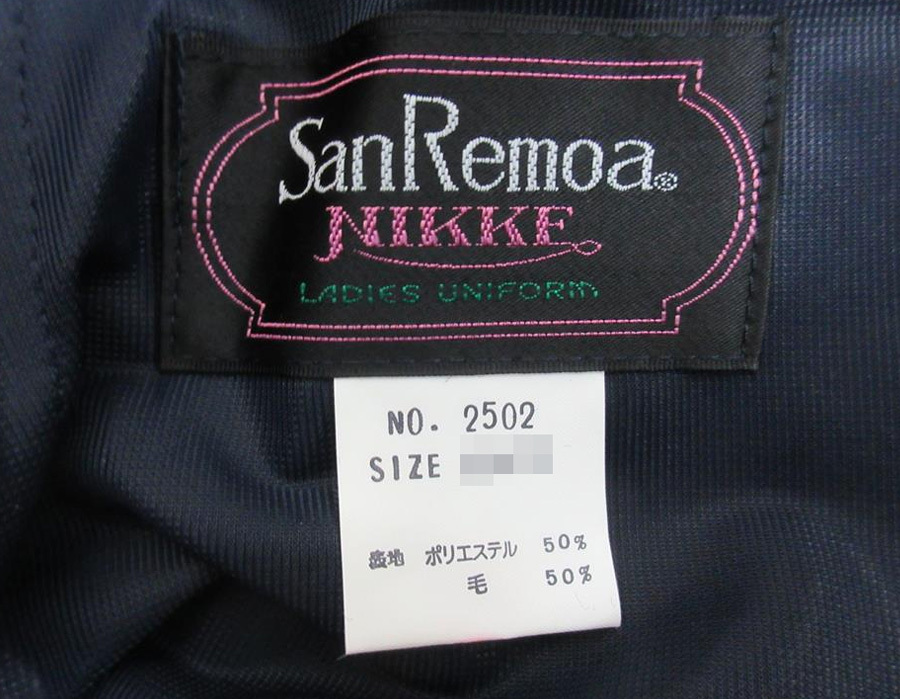 SanRemoa®
NIKKE
LADIES UNIFORM
NO. 2502
SIZE
表地 ポリエステル 50%
毛 50%